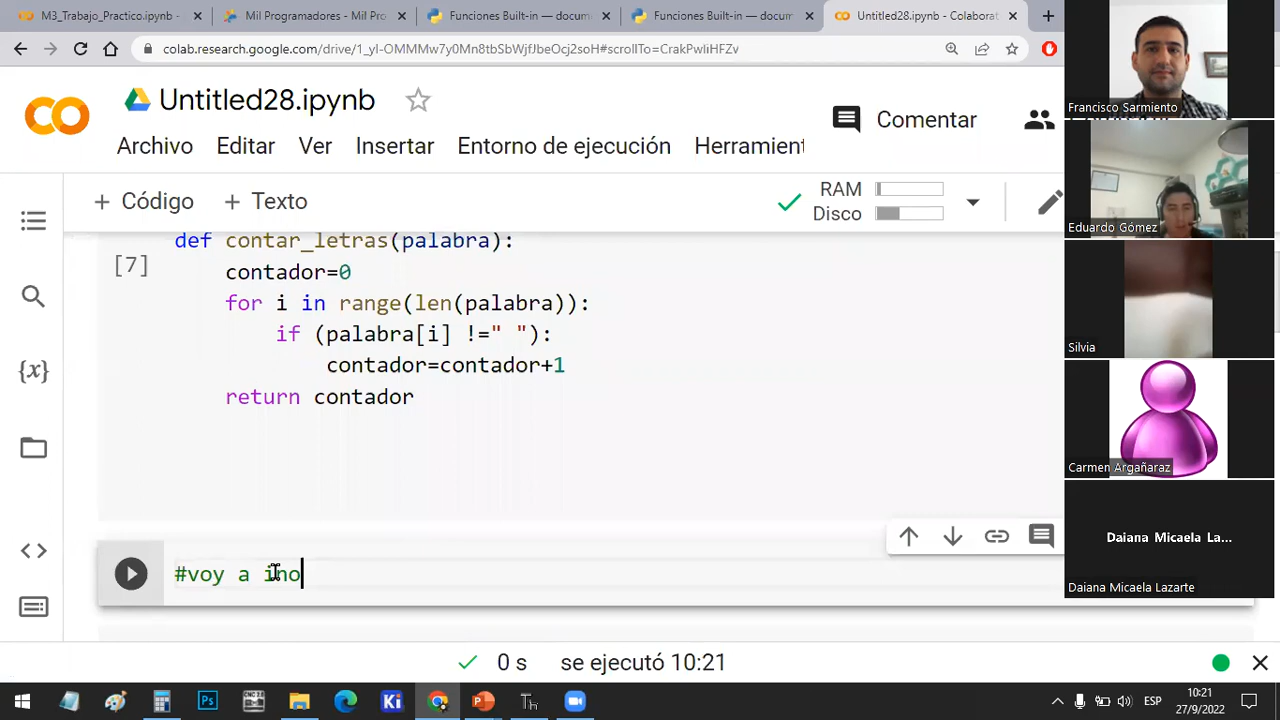 M3_Trabajo_Practico.ipynb -
Mil Programadores - Mil Pro
Funciones Built-in — docum
Funciones Built-in — docum
Untitled28.ipynb - Colaborat
colab.research.google.com/drive/
Untitled28.ipynb
Comentar
Archivo Editar Ver Insertar Entorno de ejecución Herramient
+ Código + Texto
RAM
Disco
[7]
def contar_letras(palabra):
contador=0
for i in range(len(palabra)):
if (palabra[i] !=" "):
contador=contador+1
return contador
#voy a ino
0 s se ejecutó 10:21
Francisco Sarmiento
Eduardo Gómez
Silvia
Carmen Argañaraz
Daiana Micaela La...
Daiana Micaela Lazarte
ESP
10:21
27/9/2022